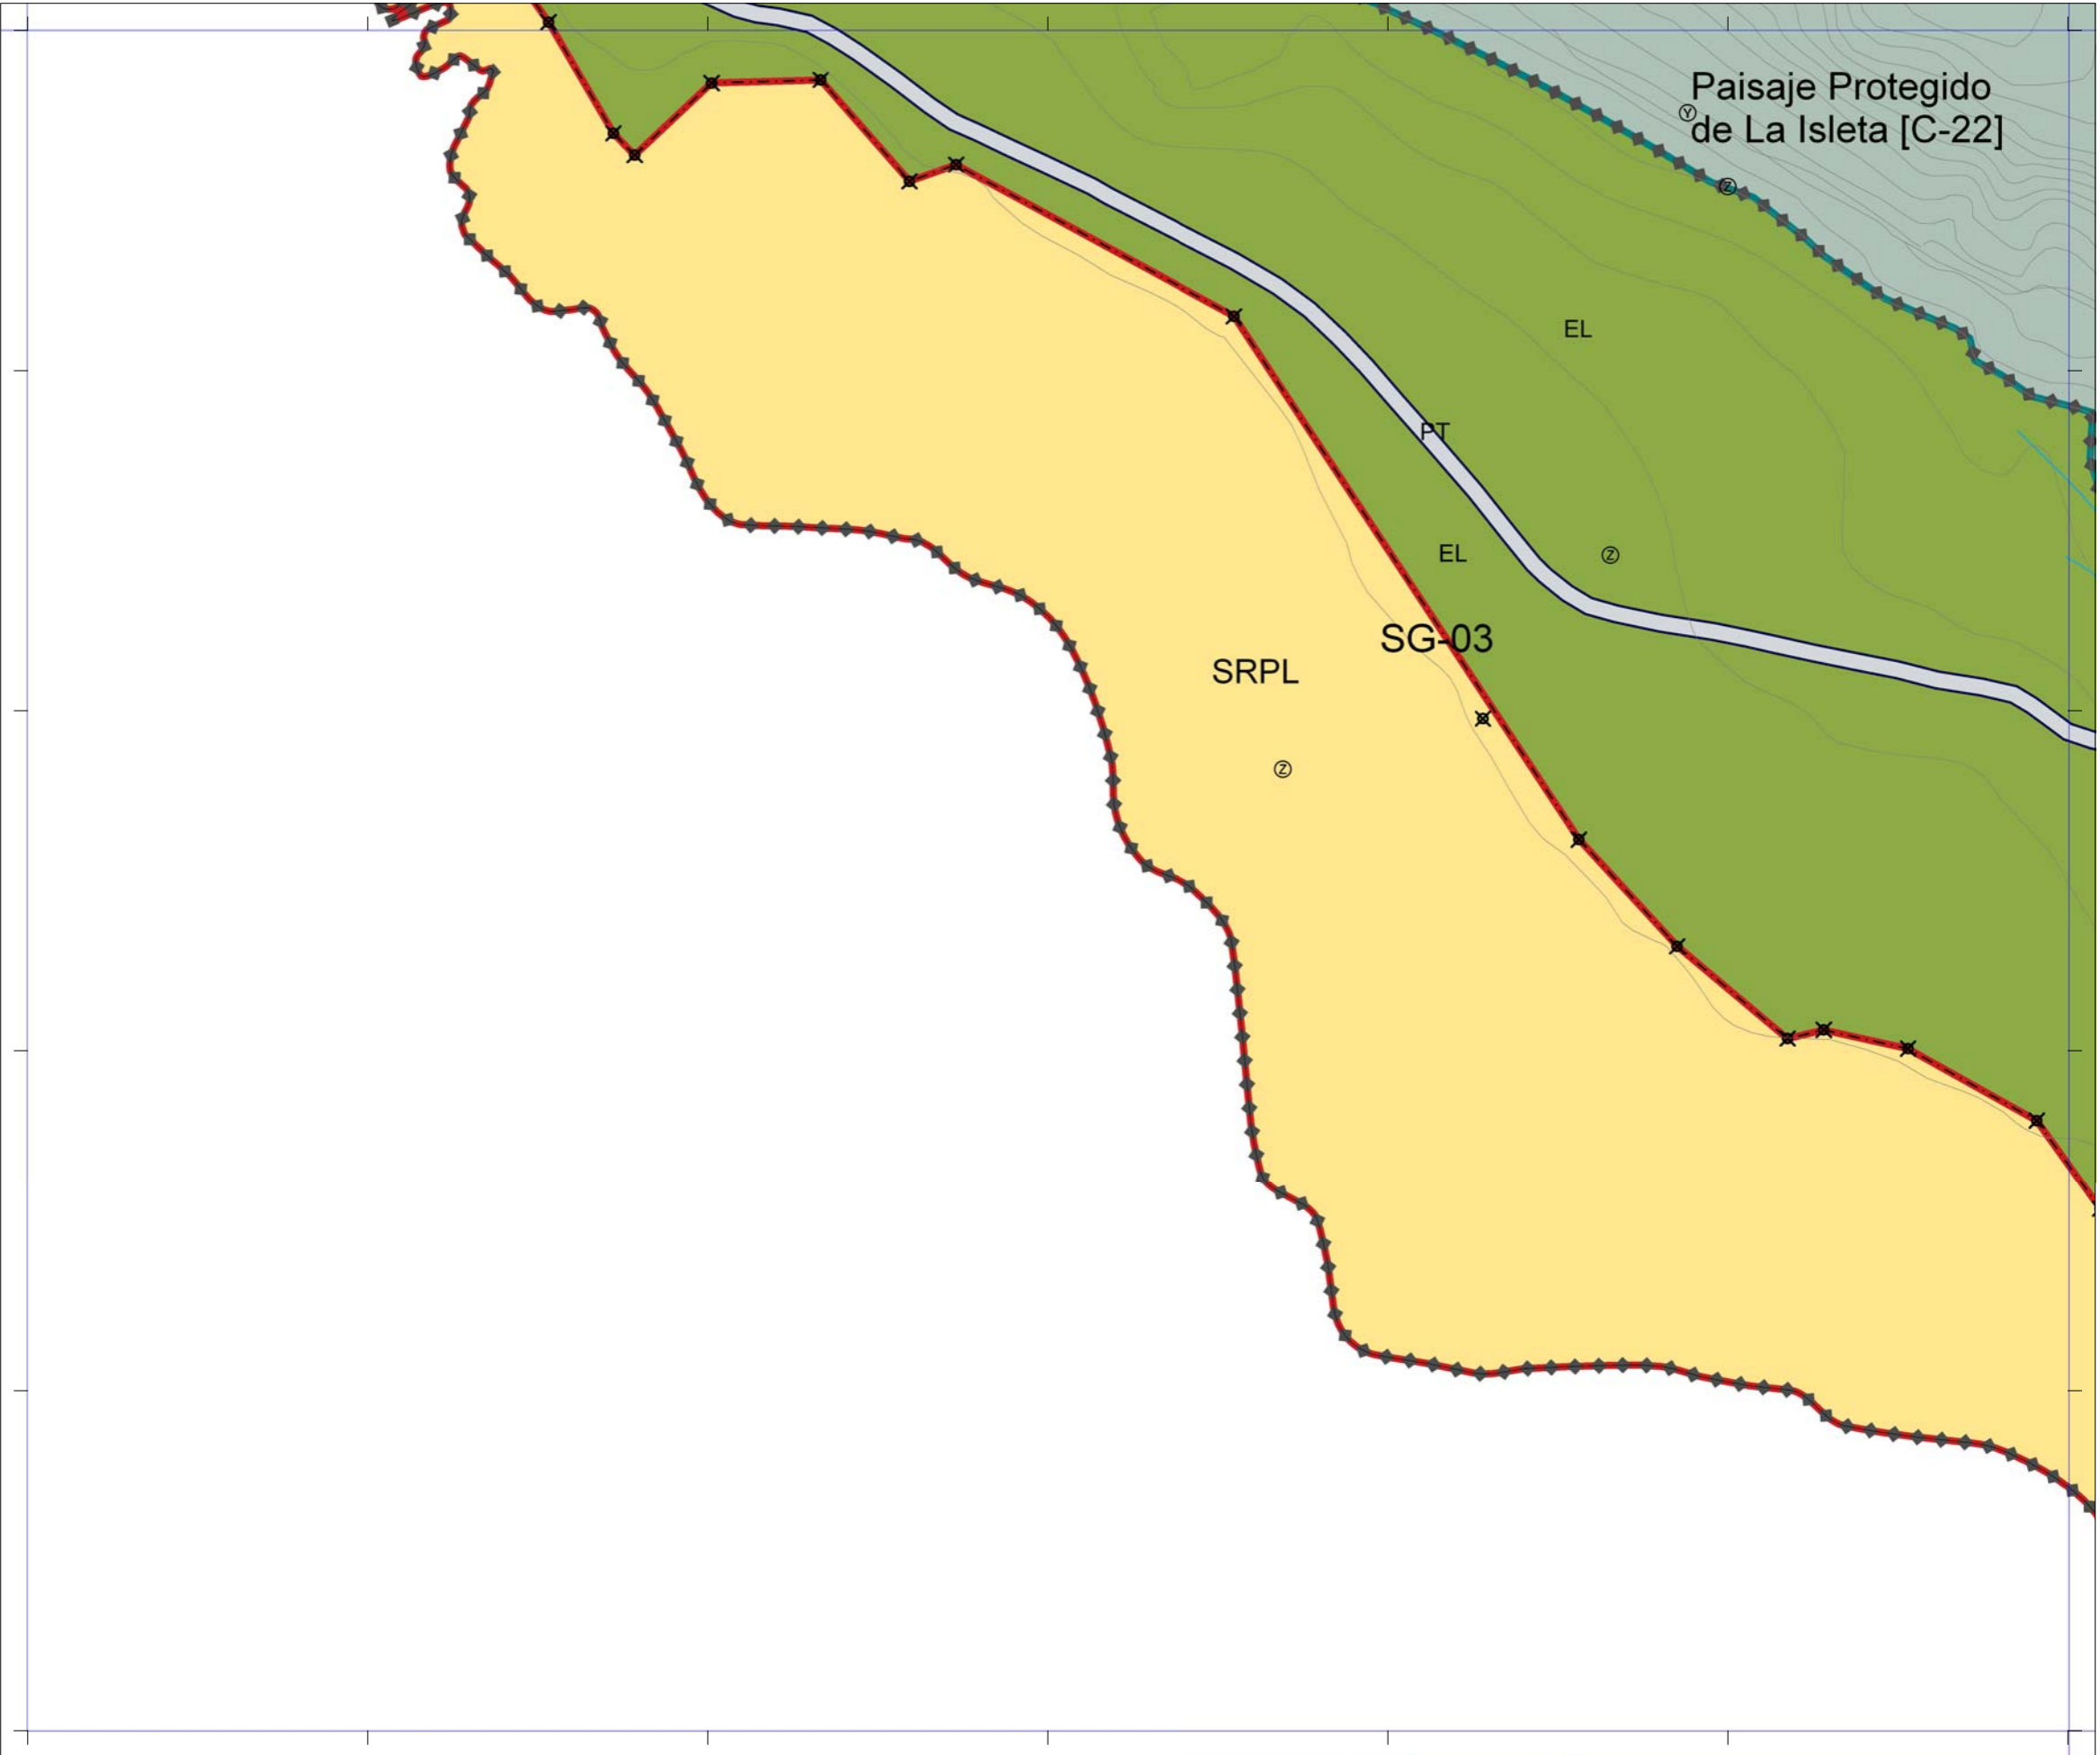 Paisaje Protegido
Ⓨ
de La Isleta [C-22]
Ⓩ
EL
PT
EL
Ⓩ
SG-03
SRPL
Ⓩ